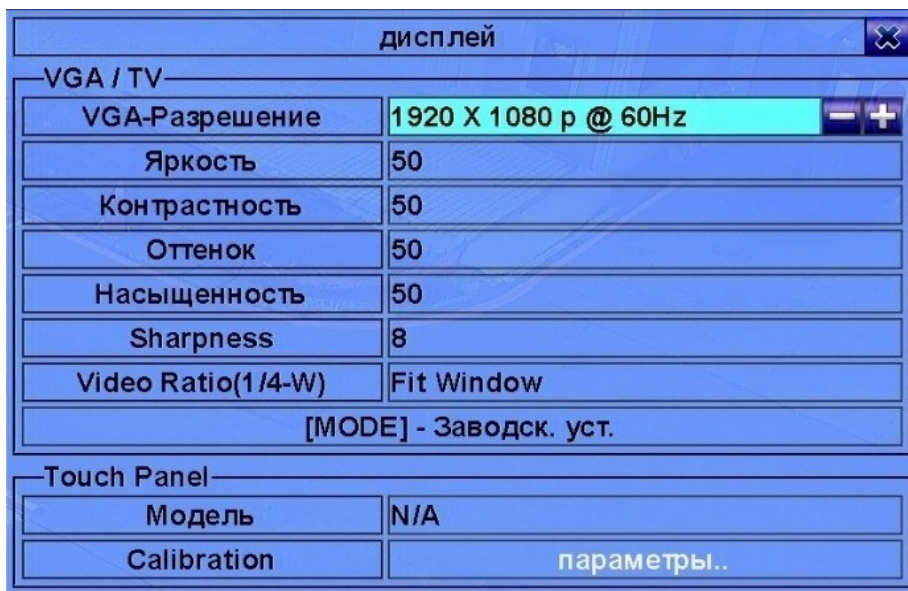 дисплей
VGA / TV
VGA-Разрешение 1920 X 1080 p @ 60Hz
Яркость 50
Контрастность 50
Оттенок 50
Насыщенность 50
Sharpness 8
Video Ratio(1/4-W) Fit Window
[MODE] - Заводск. уст.
Touch Panel
Модель N/A
Calibration параметры..